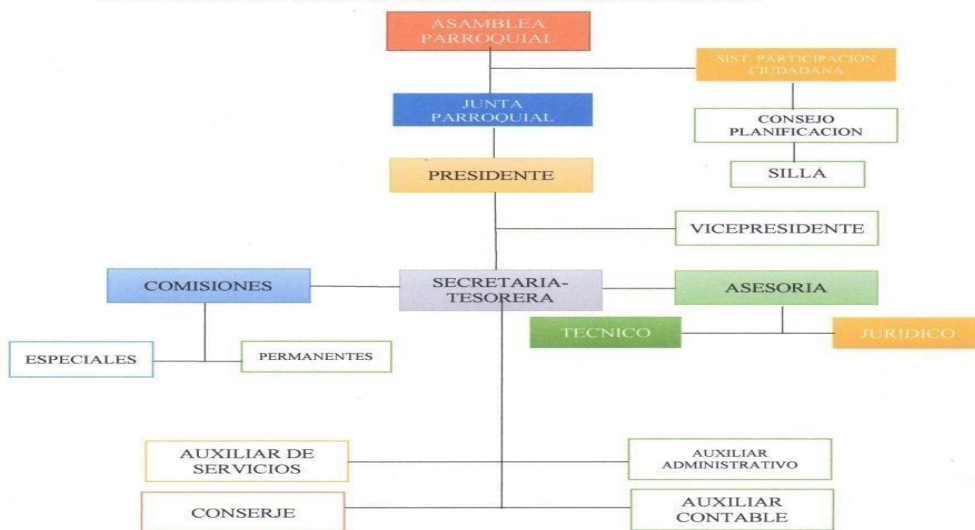 ASAMBLEA
PARROQUIAL
SIST. PARTICIPACION
CIUDADANA
JUNTA
PARROQUIAL
CONSEJO
PLANIFICACION
SILLA
PRESIDENTE
VICEPRESIDENTE
COMISIONES
SECRETARIA-
TESORERA
ASESORIA
TECNICO
JURIDICO
ESPECIALES
PERMANENTES
AUXILIAR DE
SERVICIOS
AUXILIAR
ADMINISTRATIVO
CONSERJE
AUXILIAR
CONTABLE